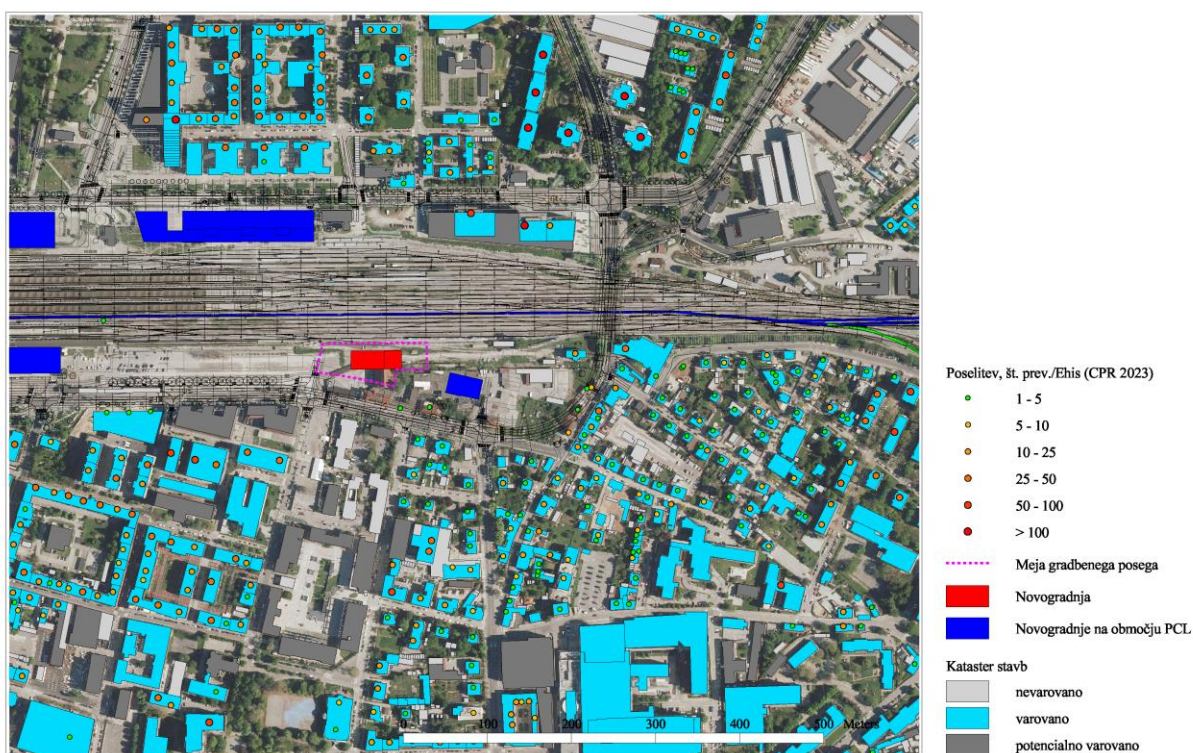 0 100 200 300 400 500 Meters
Poselitev, št. prev./Ehis (CPR 2023)
1 - 5
5 - 10
10 - 25
25 - 50
50 - 100
> 100
Meja gradbenega posega
Novogradnja
Novogradnje na območju PCL
Kataster stavb
nevarovano
varovano
potencialno varovano